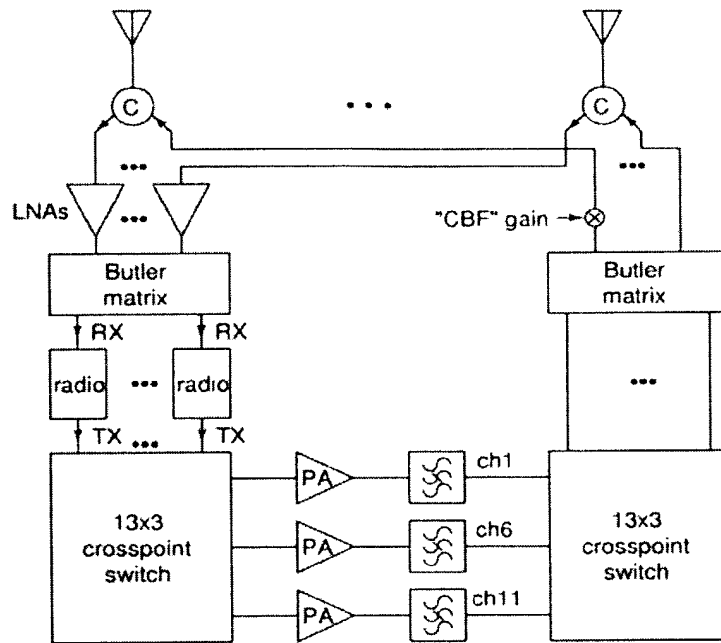 C
C
LNAs
"CBF" gain
Butler
matrix
Butler
matrix
RX
RX
radio
radio
TX
TX
13x3
crosspoint
switch
PA
ch1
PA
ch6
PA
ch11
13x3
crosspoint
switch